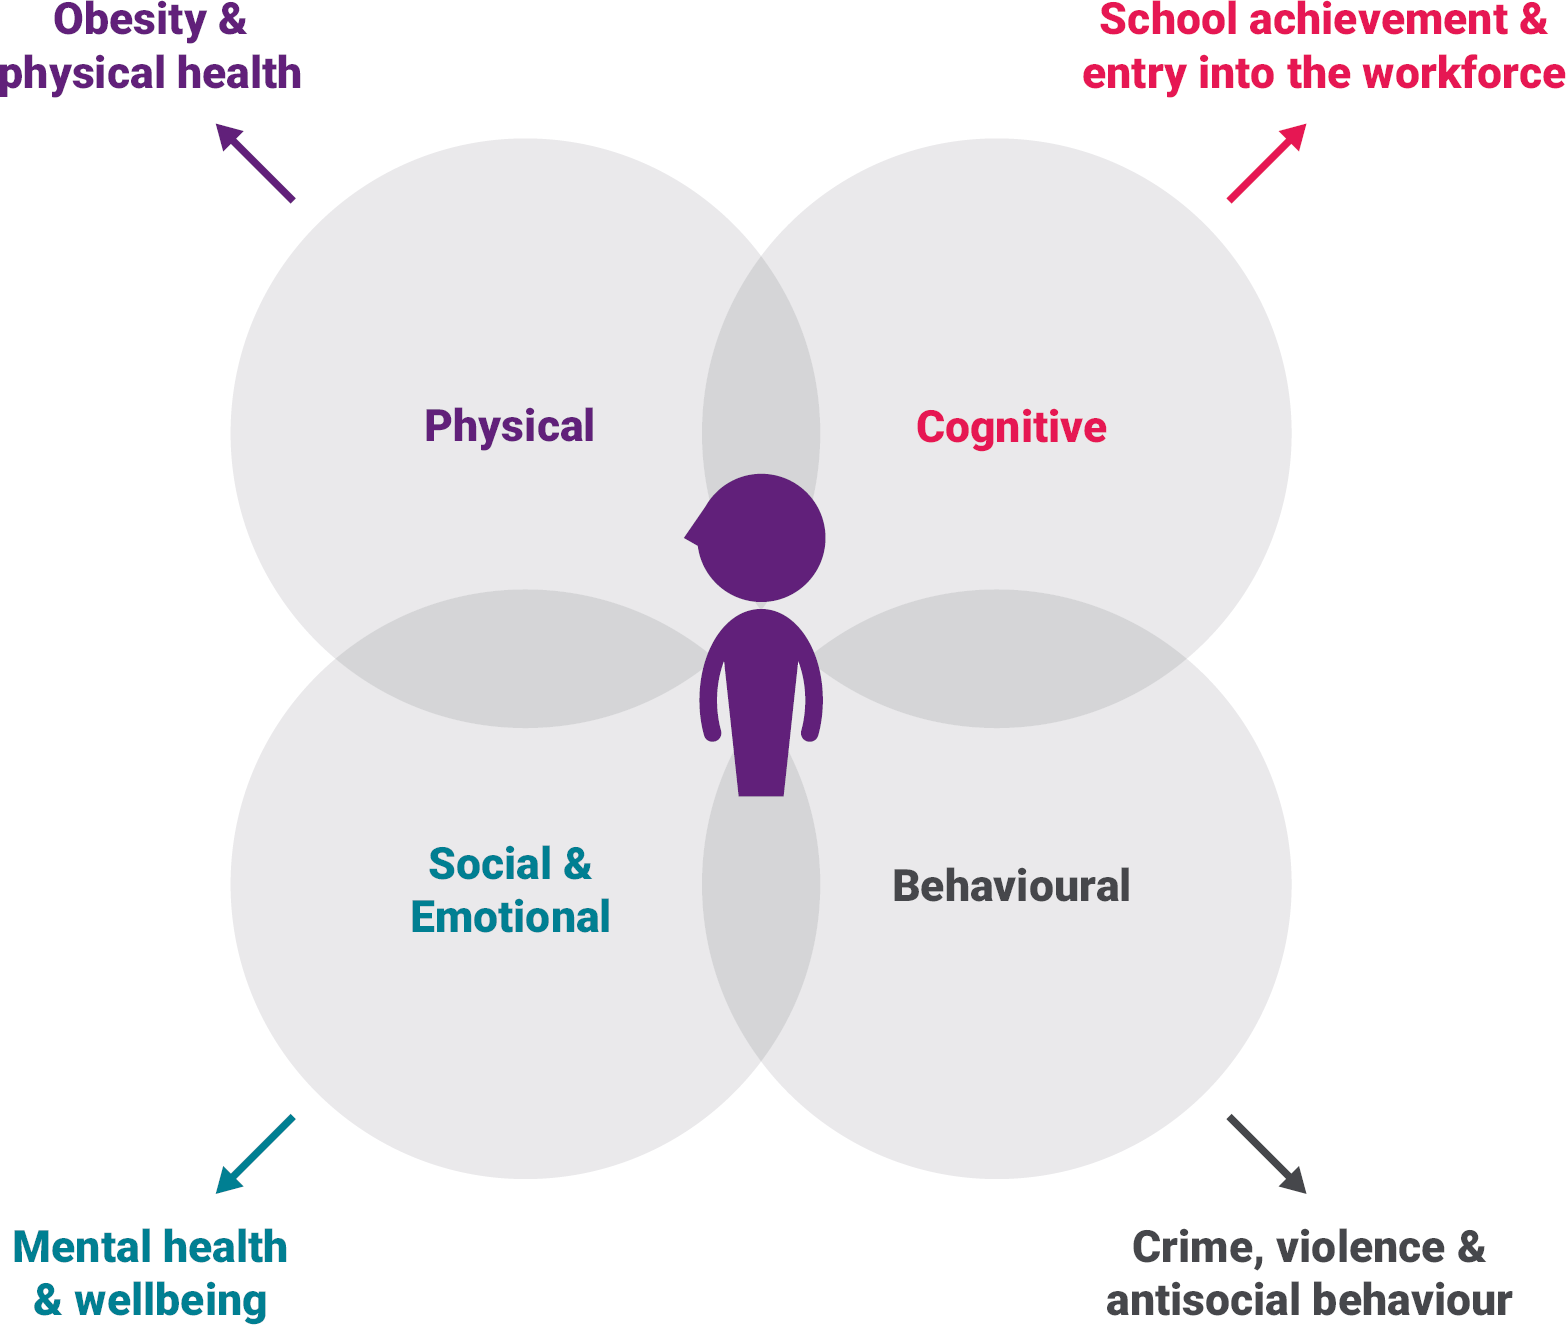 Obesity &
physical health
School achievement &
entry into the workforce
Physical
Cognitive
Social &
Emotional
Behavioural
Mental health
& wellbeing
Crime, violence &
antisocial behaviour